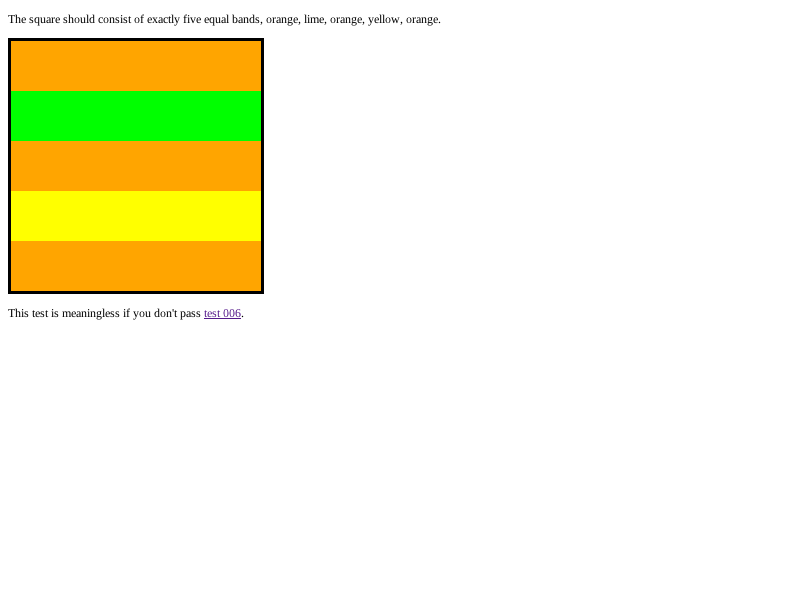 The square should consist of exactly five equal bands, orange, lime, orange, yellow, orange.
This test is meaningless if you don't pass test 006.